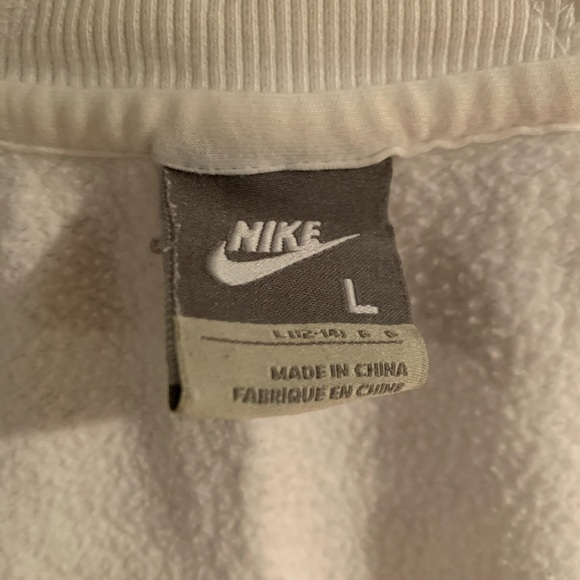 NIKE
L
L (12-14) G G
MADE IN CHINA
FABRIQUE EN CHINE